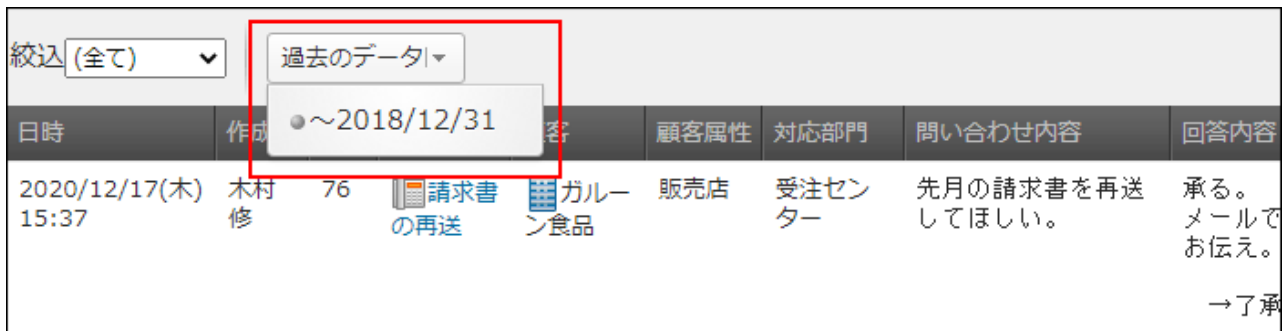 絞込 (全て) 過去のデータ
～2018/12/31
日時 作成 客 顧客属性 対応部門 問い合わせ内容 回答内容
2020/12/17(木) 木村 76 請求書 ガルー 販売店 受注セン 先月の請求書を再送 承る。
15:37 修 の再送 ン食品 ター してほしい。 メールで
お伝え。
→了承